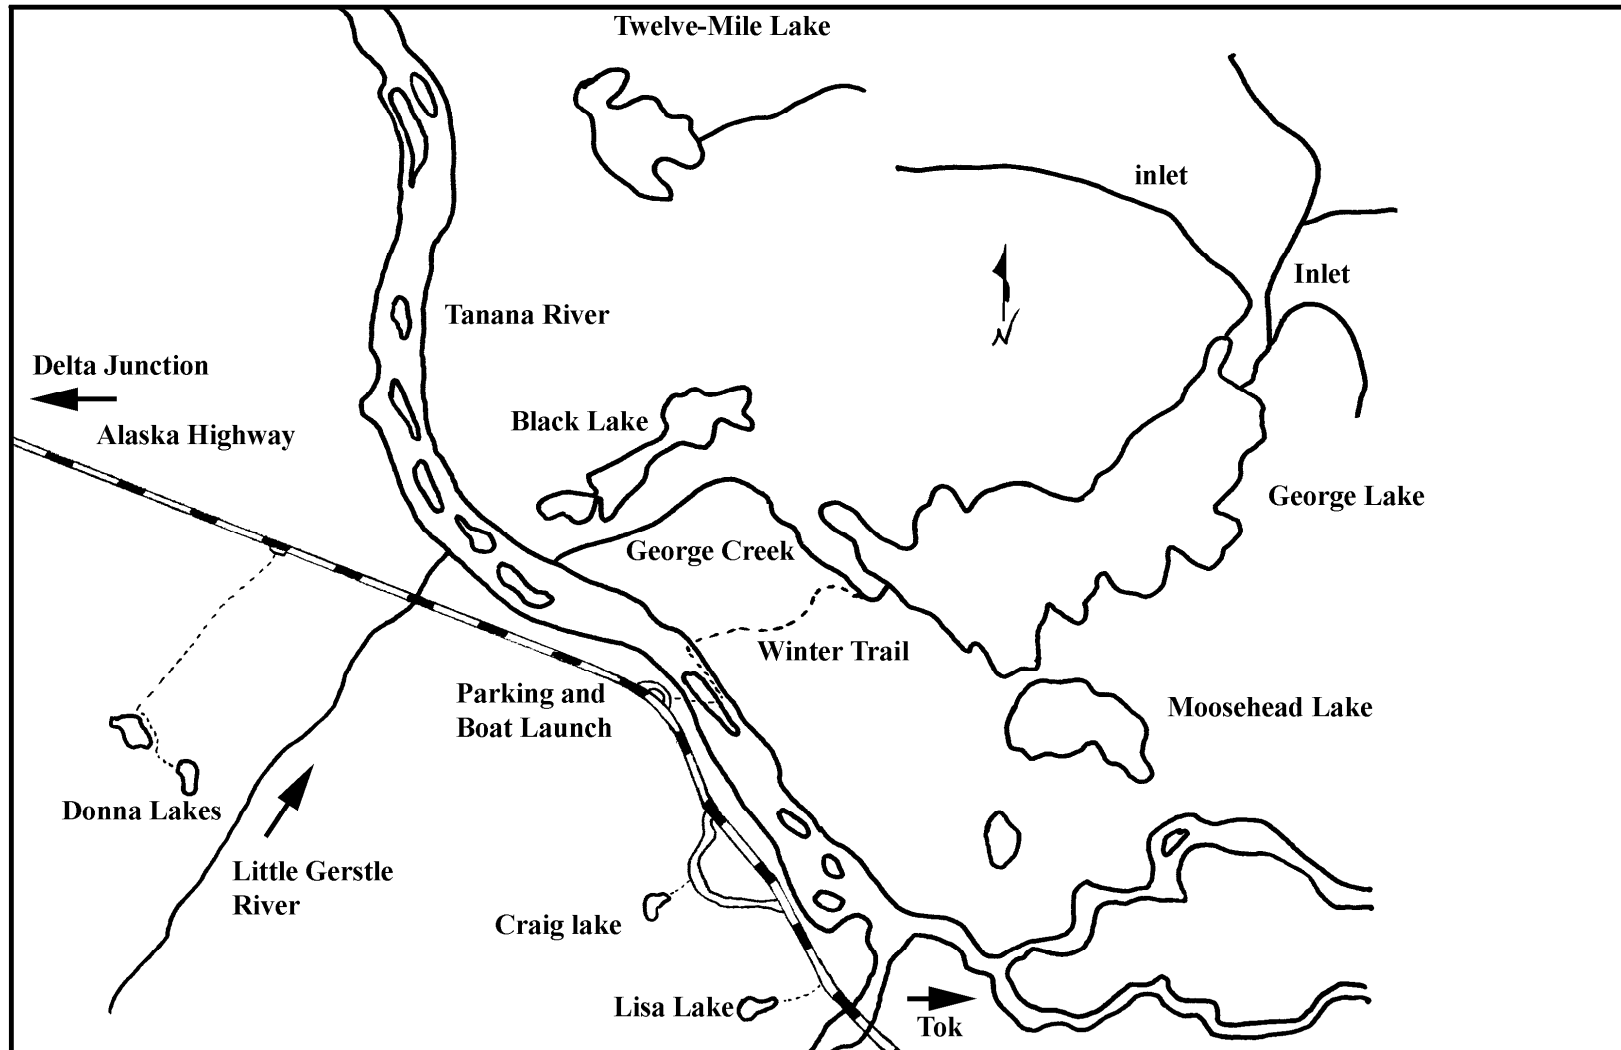 Twelve-Mile Lake
inlet
Inlet
N
Tanana River
Delta Junction
Alaska Highway
Black Lake
George Lake
George Creek
Winter Trail
Parking and
Boat Launch
Moosehead Lake
Donna Lakes
Little Gerstle
River
Craig lake
Lisa Lake
Tok